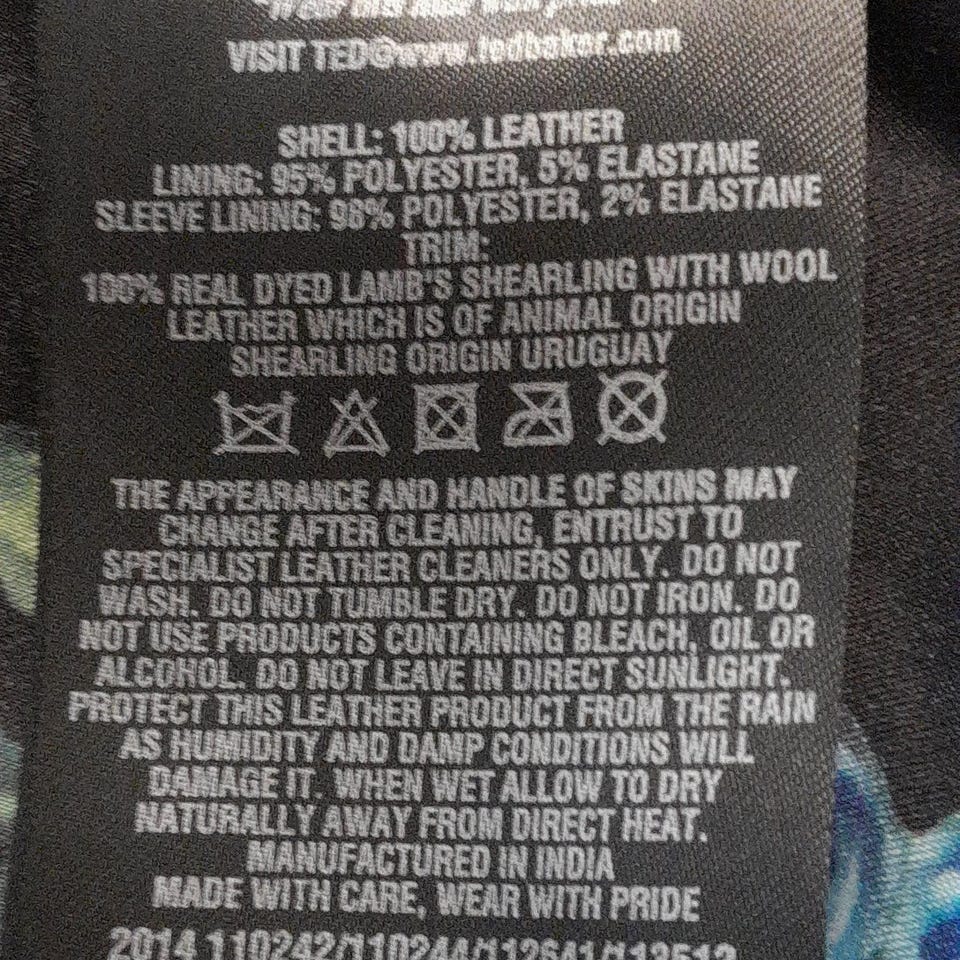 VISIT TED@www.tedbaker.com
SHELL: 100% LEATHER
LINING: 95% POLYESTER, 5% ELASTANE
SLEEVE LINING: 98% POLYESTER, 2% ELASTANE
TRIM:
100% REAL DYED LAMB'S SHEARLING WITH WOOL
LEATHER WHICH IS OF ANIMAL ORIGIN
SHEARLING ORIGIN URUGUAY
THE APPEARANCE AND HANDLE OF SKINS MAY
CHANGE AFTER CLEANING, ENTRUST TO
SPECIALIST LEATHER CLEANERS ONLY. DO NOT
WASH. DO NOT TUMBLE DRY. DO NOT IRON. DO
NOT USE PRODUCTS CONTAINING BLEACH, OIL OR
ALCOHOL. DO NOT LEAVE IN DIRECT SUNLIGHT.
PROTECT THIS LEATHER PRODUCT FROM THE RAIN
AS HUMIDITY AND DAMP CONDITIONS WILL
DAMAGE IT. WHEN WET ALLOW TO DRY
NATURALLY AWAY FROM DIRECT HEAT.
MANUFACTURED IN INDIA
MADE WITH CARE, WEAR WITH PRIDE
2014 110242/110244/112641/113512